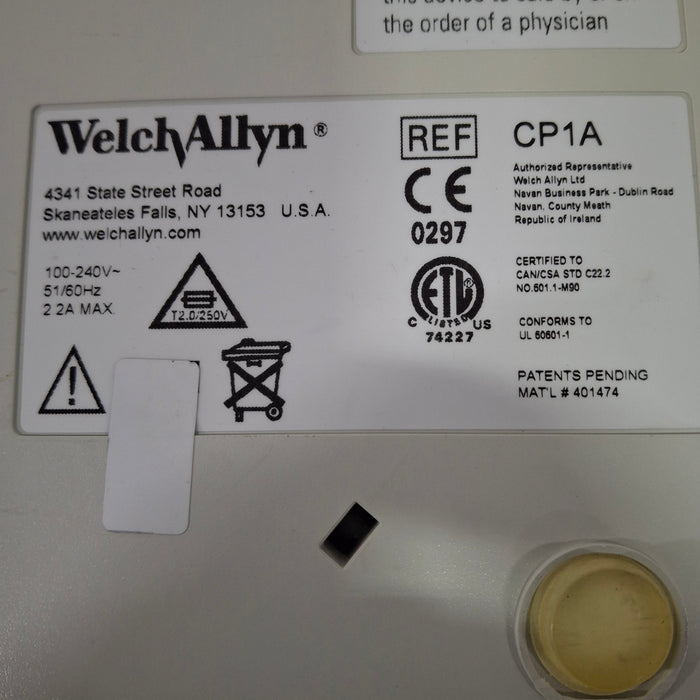 the order of a physician
WelchAllyn®
4341 State Street Road
Skaneateles Falls, NY 13153 U.S.A.
www.welchallyn.com
100-240V~
51/60Hz
2.2A MAX.
T2.0/250V
REF CP1A
CE
0297
Authorized Representative
Welch Allyn Ltd
Navan Business Park - Dublin Road
Navan, County Meath
Republic of Ireland
ETL
C LISTED US
74227
CERTIFIED TO
CAN/CSA STD C22.2
NO.601.1-M90
CONFORMS TO
UL 60601-1
PATENTS PENDING
MAT'L # 401474